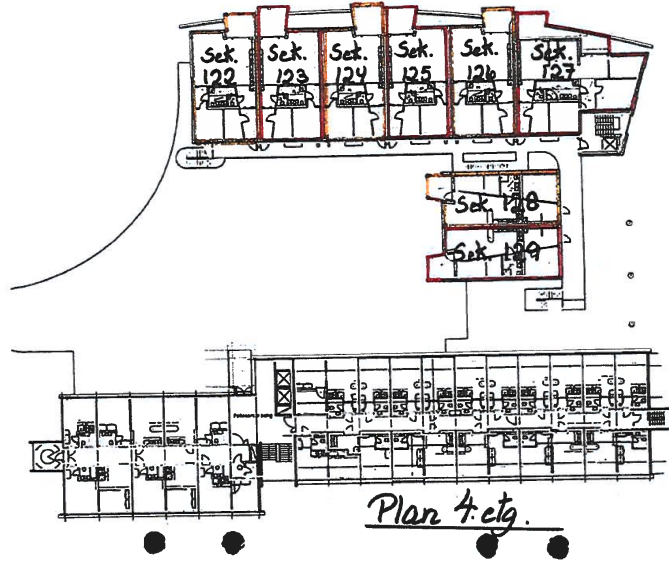 Sek. 122
Sek. 123
Sek. 124
Sek. 125
Sek. 126
Sek. 127
Sek. 128
Sek. 129
Plan 4. etg.